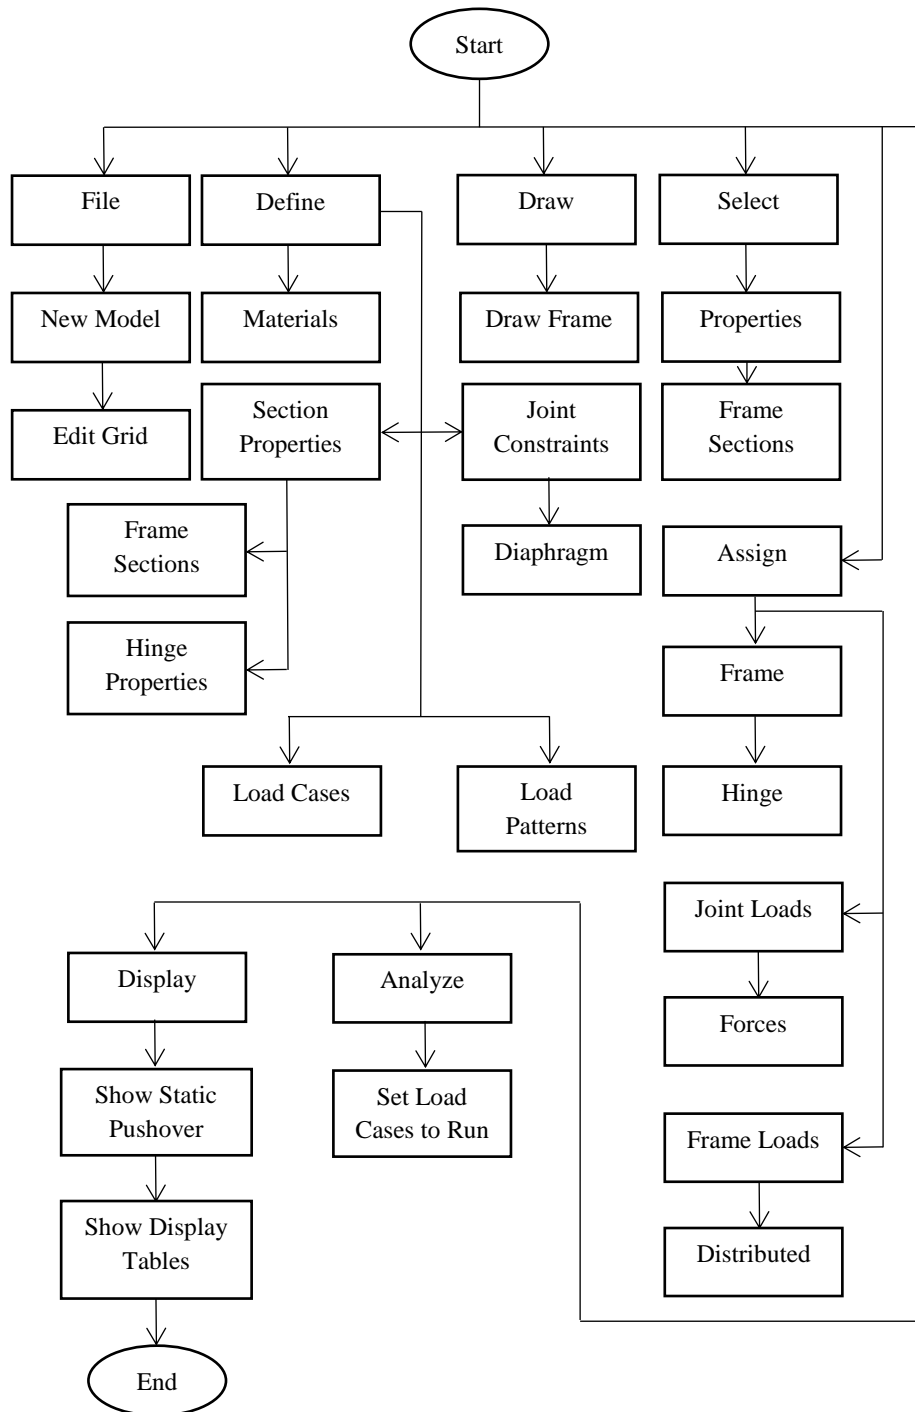 Start
File
Define
Draw
Select
New Model
Materials
Draw Frame
Properties
Edit Grid
Section
Properties
Joint
Constraints
Frame
Sections
Frame
Sections
Diaphragm
Assign
Hinge
Properties
Frame
Load Cases
Load
Patterns
Hinge
Joint Loads
Display
Analyze
Forces
Show Static
Pushover
Set Load
Cases to Run
Frame Loads
Show Display
Tables
Distributed
End